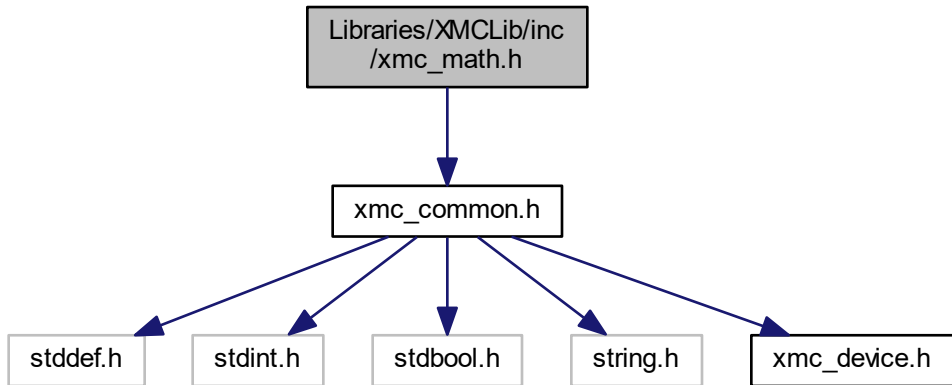 Libraries/XMCLib/inc
/xmc_math.h
xmc_common.h
stddef.h
stdint.h
stdbool.h
string.h
xmc_device.h